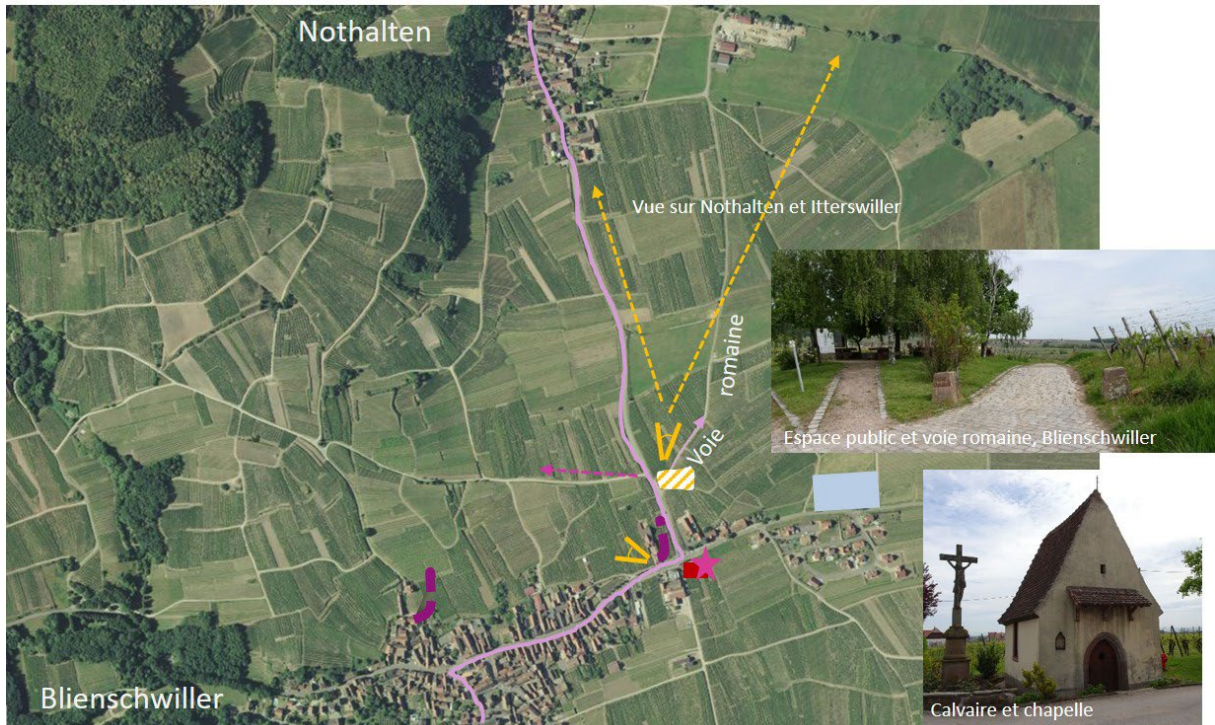 Nothalten
Vue sur Nothalten et Itterswiller
Voie romaine
Espace public et voie romaine, Blienschwiller
Calvaire et chapelle
Blienschwiller